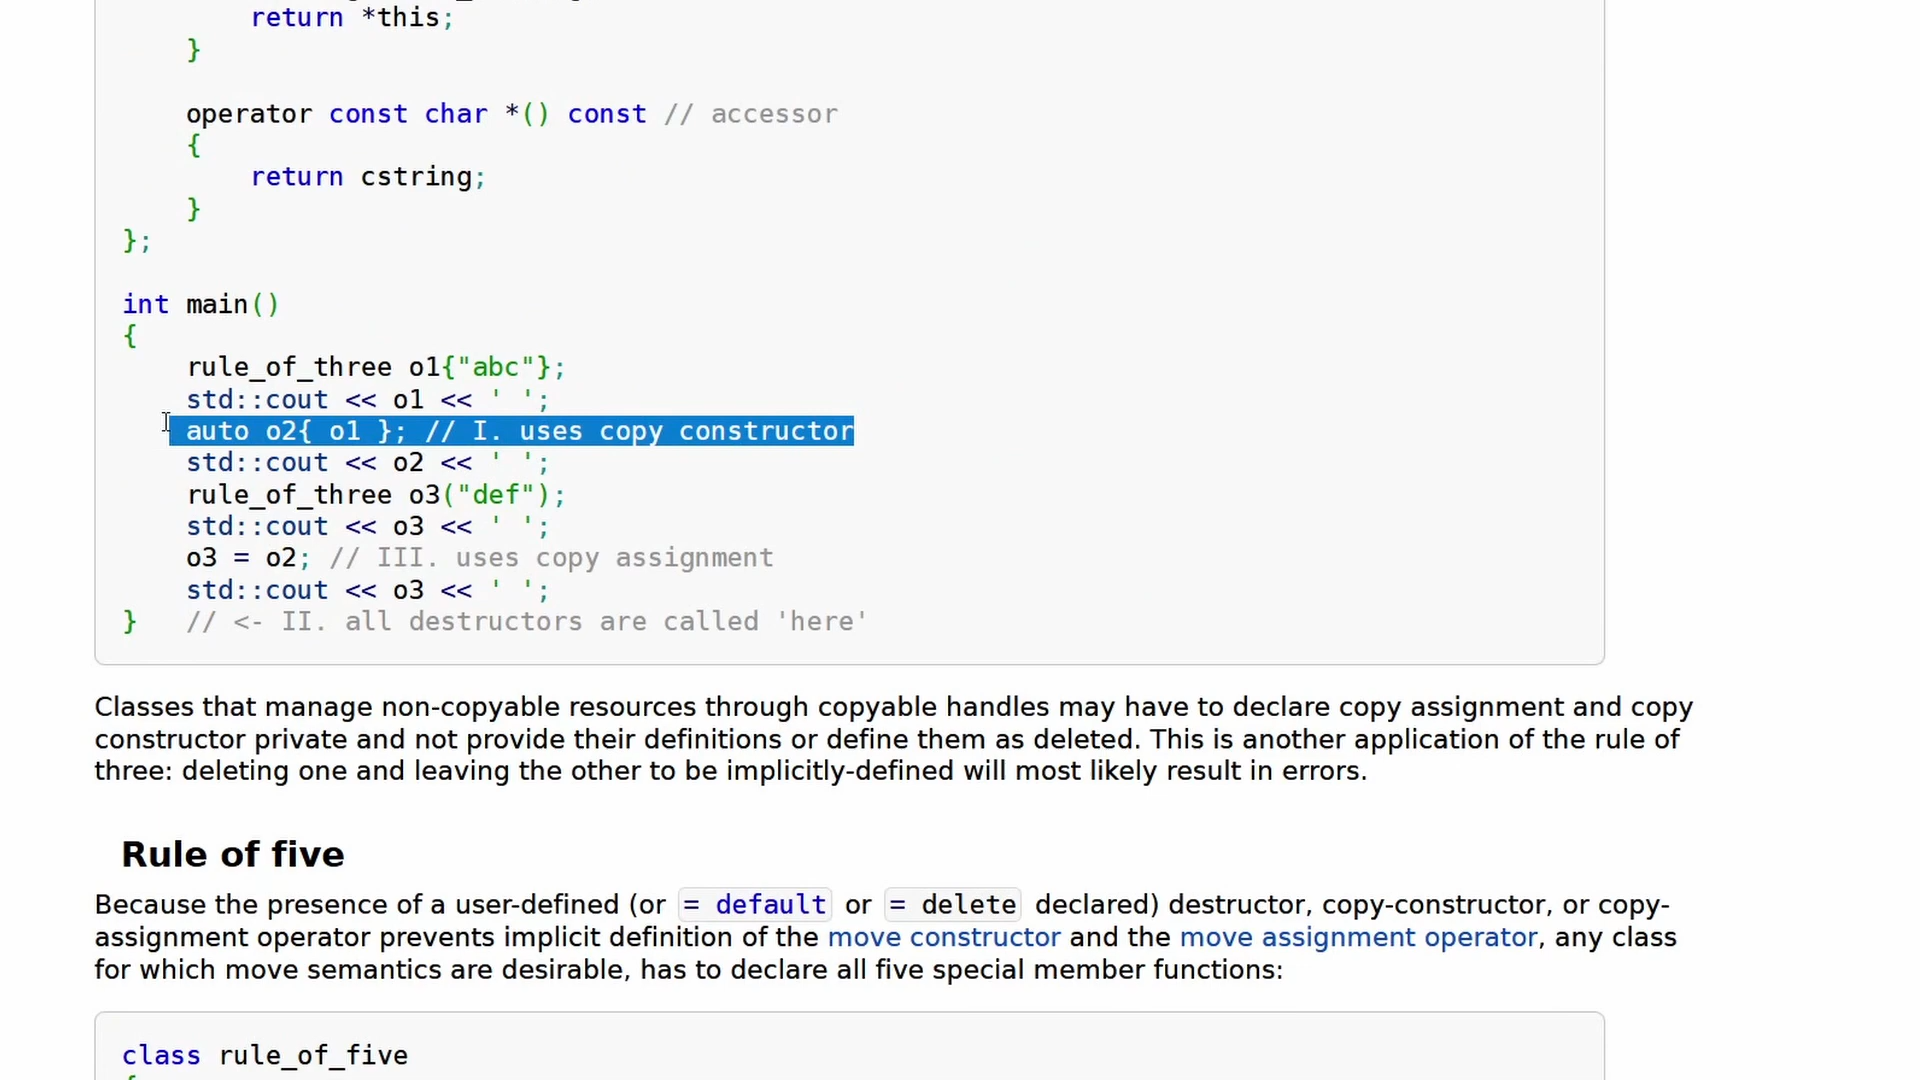 return *this;
}
operator const char *() const // accessor
{
return cstring;
}
};
int main()
{
rule_of_three o1{"abc"};
std::cout << o1 << ' ';
auto o2{ o1 }; // I. uses copy constructor
std::cout << o2 << ' ';
rule_of_three o3("def");
std::cout << o3 << ' ';
o3 = o2; // III. uses copy assignment
std::cout << o3 << ' ';
} // <- II. all destructors are called 'here'
Classes that manage non-copyable resources through copyable handles may have to declare copy assignment and copy
constructor private and not provide their definitions or define them as deleted. This is another application of the rule of
three: deleting one and leaving the other to be implicitly-defined will most likely result in errors.
Rule of five
Because the presence of a user-defined (or = default or = delete declared) destructor, copy-constructor, or copy-
assignment operator prevents implicit definition of the move constructor and the move assignment operator, any class
for which move semantics are desirable, has to declare all five special member functions:
class rule_of_five